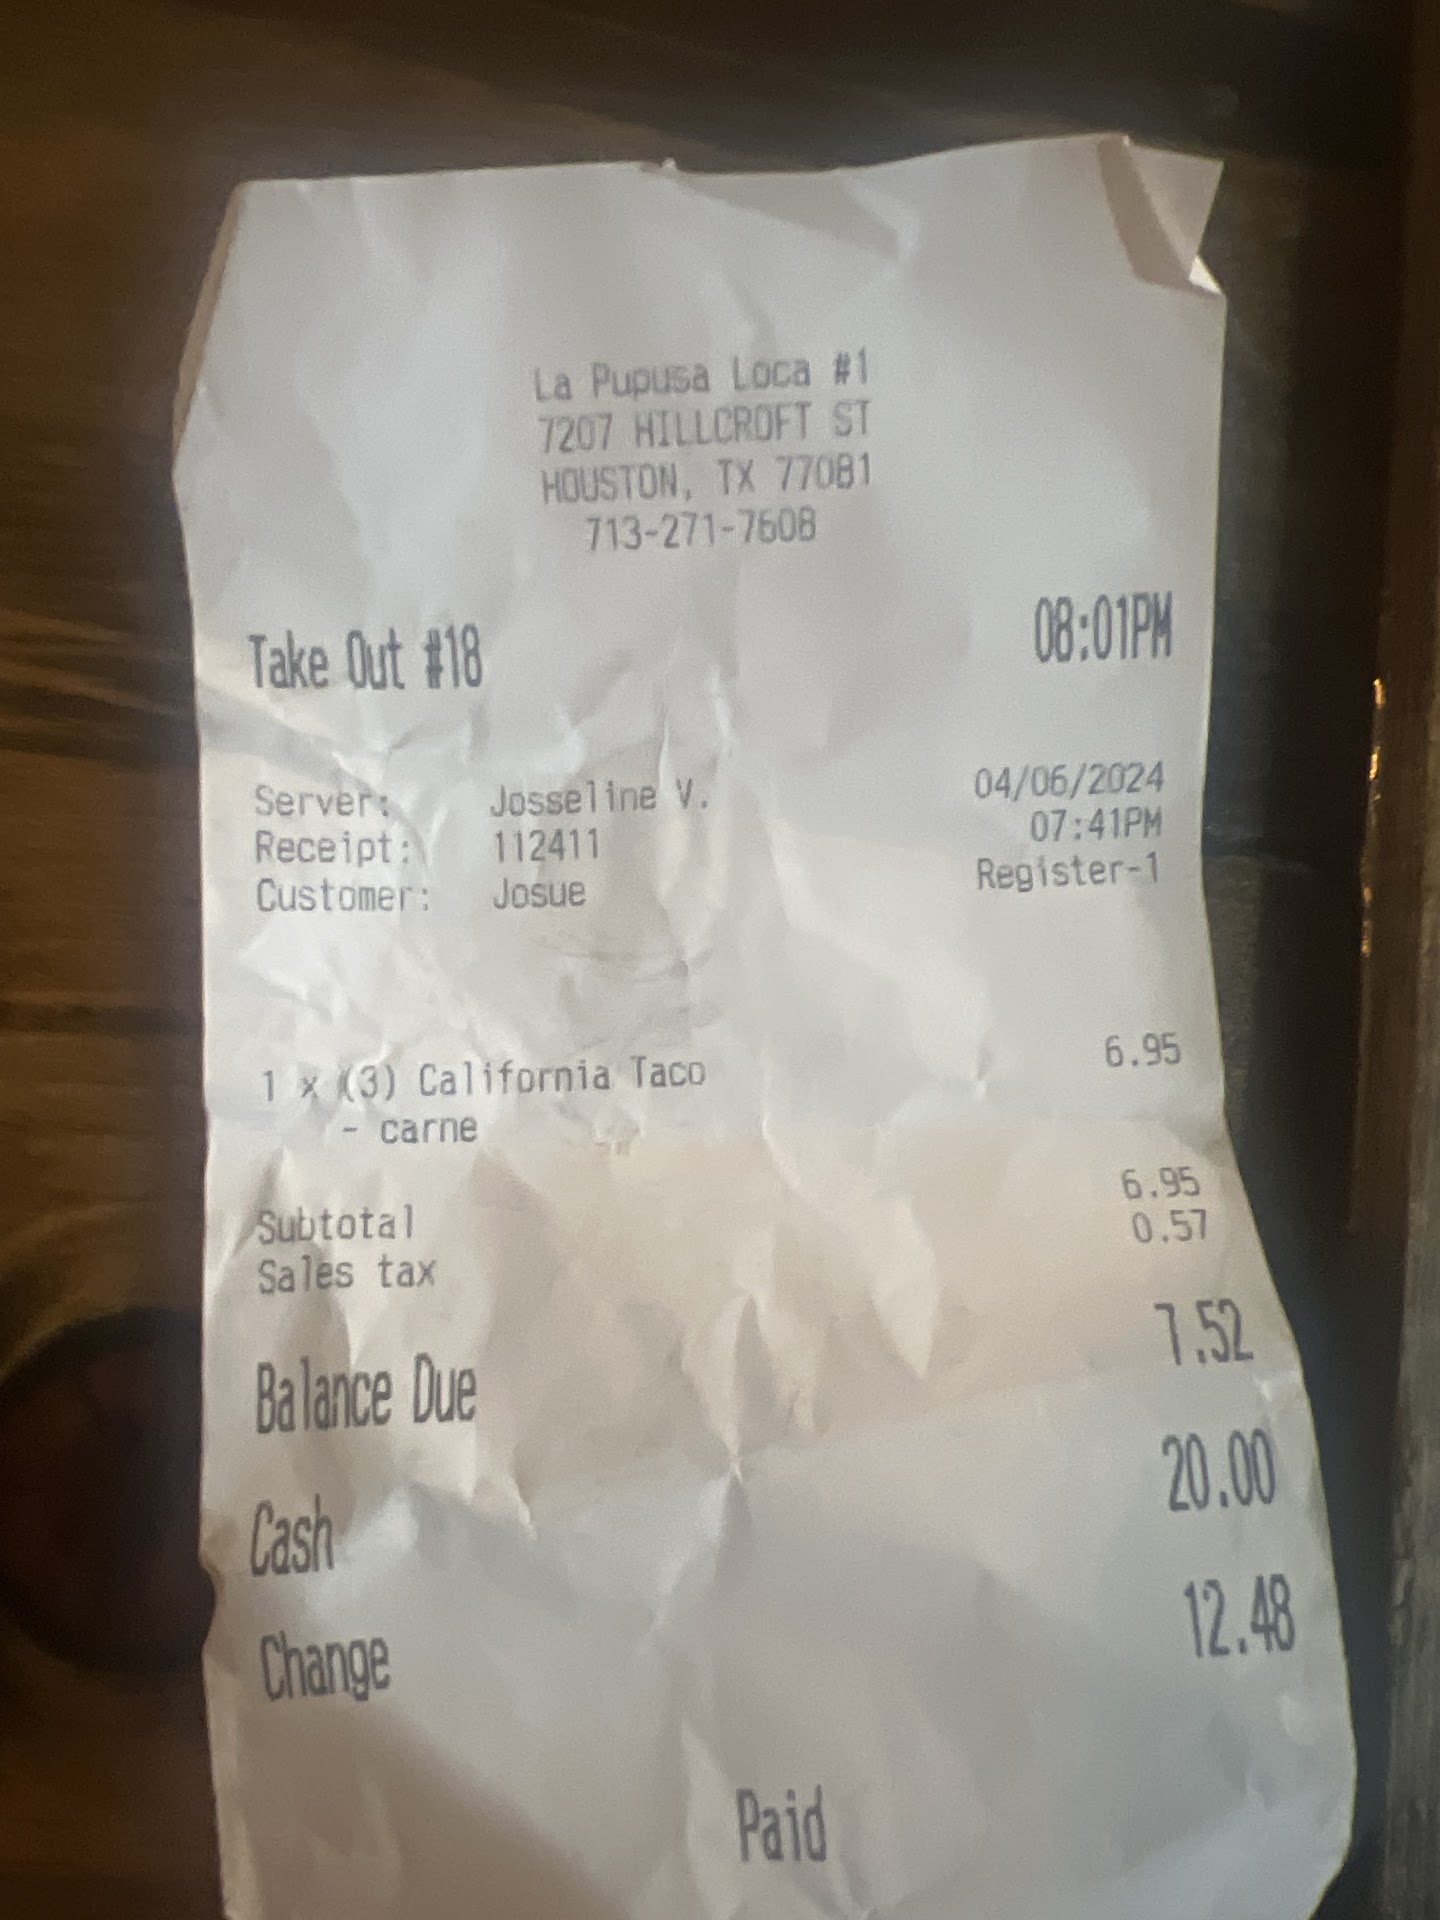 La Pupusa Loca #1
7207 HILLCROFT ST
HOUSTON, TX 77081
713-271-7608
Take Out #18 08:01PM
Server: Josseline V. 04/06/2024
Receipt: 112411 07:41PM
Customer: Josue Register-1
1 x (3) California Taco 6.95
- carne
Subtotal 6.95
Sales tax 0.57
Balance Due 7.52
Cash 20.00
Change 12.48
Paid